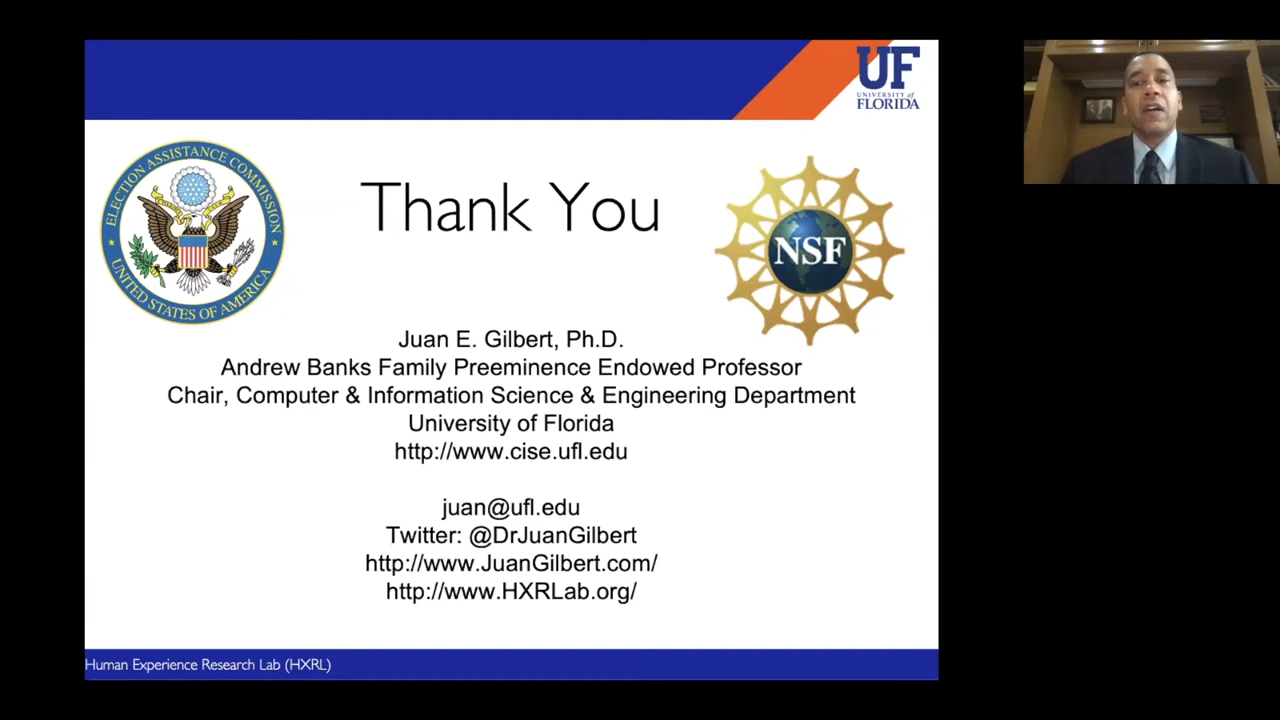 UF
UNIVERSITY of
FLORIDA
ELECTION ASSISTANCE COMMISSION
UNITED STATES OF AMERICA
Thank You
NSF
Juan E. Gilbert, Ph.D.
Andrew Banks Family Preeminence Endowed Professor
Chair, Computer & Information Science & Engineering Department
University of Florida
http://www.cise.ufl.edu
juan@ufl.edu
Twitter: @DrJuanGilbert
http://www.JuanGilbert.com/
http://www.HXRLab.org/
Human Experience Research Lab (HXRL)